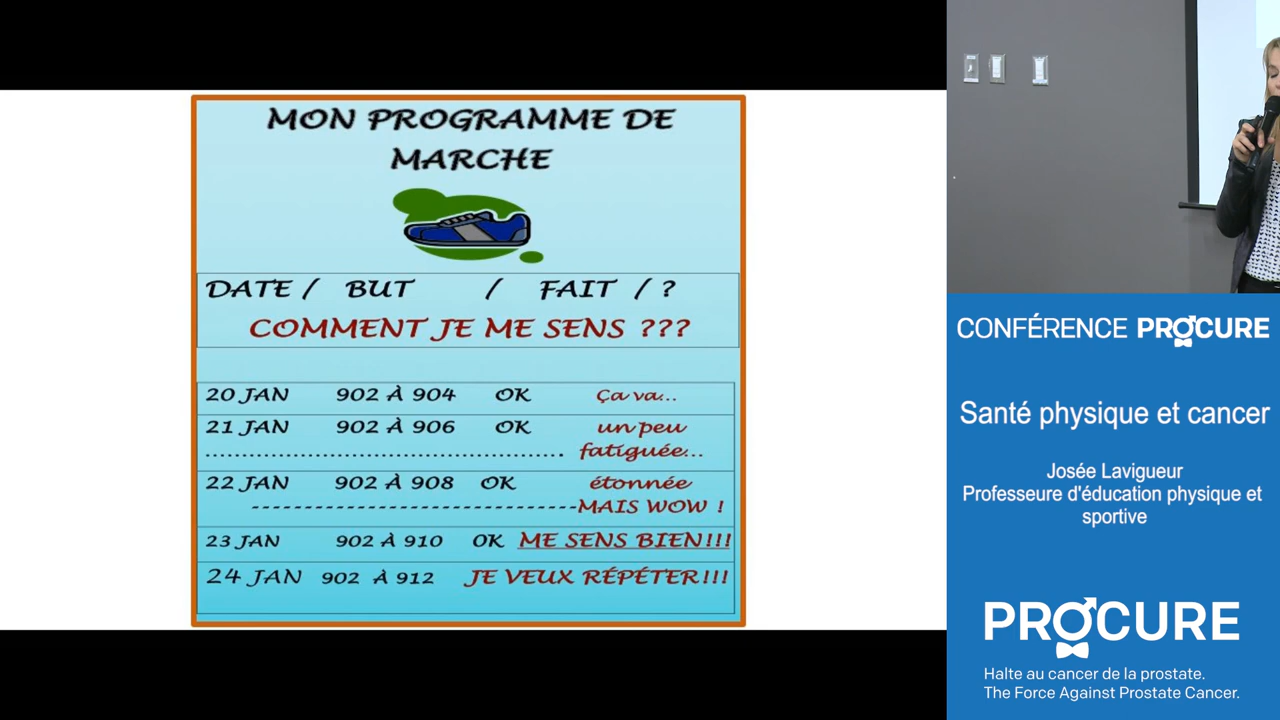 MON PROGRAMME DE
MARCHE
DATE / BUT / FAIT / ?
COMMENT JE ME SENS ???
20 JAN 902 À 904 OK Ça va...
21 JAN 902 À 906 OK un peu
............................................. fatiguée...
22 JAN 902 À 908 OK étonnée
-------------------------------MAIS WOW !
23 JAN 902 À 910 OK ME SENS BIEN!!!
24 JAN 902 À 912 JE VEUX RÉPÉTER!!!
CONFÉRENCE PROCURE
Santé physique et cancer
Josée Lavigueur
Professeure d'éducation physique et
sportive
PROCURE
Halte au cancer de la prostate.
The Force Against Prostate Cancer.